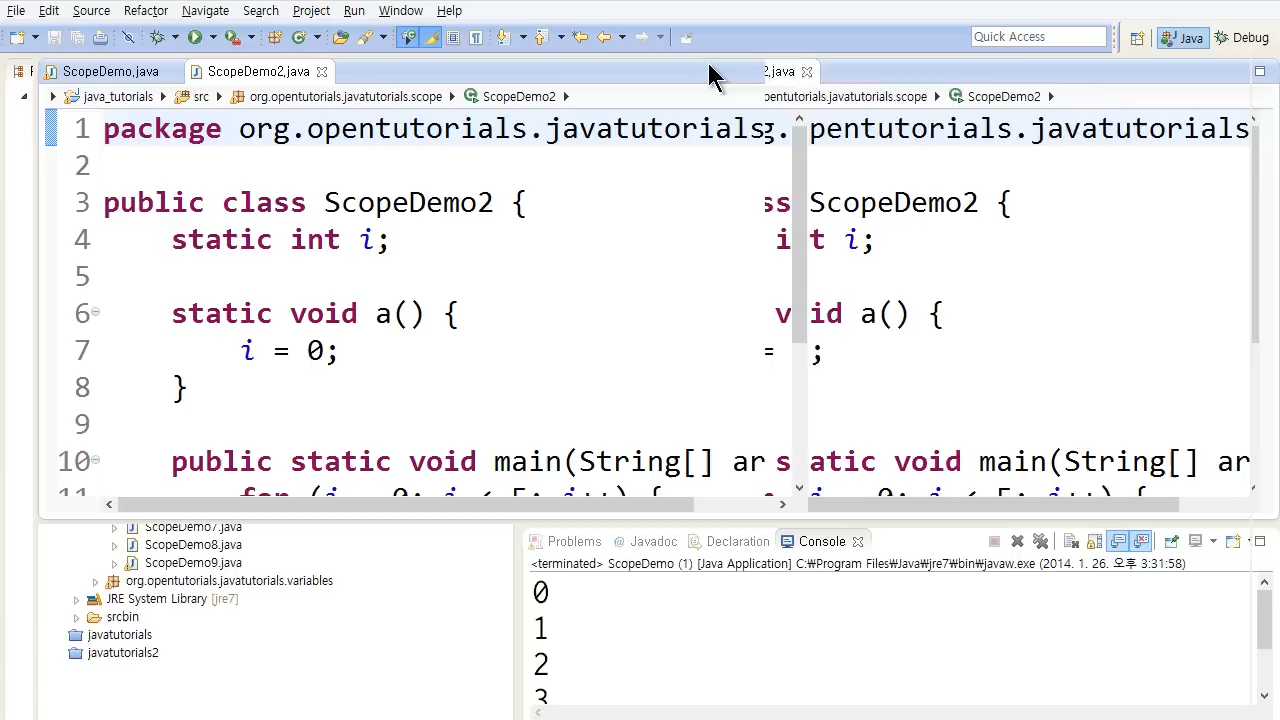 File Edit Source Refactor Navigate Search Project Run Window Help
Quick Access
Java
Debug
ScopeDemo.java
ScopeDemo2.java
2.java
java_tutorials
src
org.opentutorials.javatutorials.scope
ScopeDemo2
pentutorials.javatutorials.scope
ScopeDemo2
1 package org.opentutorials.javatutorials
2
3 public class ScopeDemo2 {
4 static int i;
5
6 static void a() {
7 i = 0;
8 }
9
10 public static void main(String[] ar
g. pentutorials.javatutorials
ss ScopeDemo2 {
i t i;
v id a() {
= ;
s atic void main(String[] ar
ScopeDemo7.java
ScopeDemo8.java
ScopeDemo9.java
org.opentutorials.javatutorials.variables
JRE System Library [jre7]
srcbin
javatutorials
javatutorials2
Problems @ Javadoc Declaration Console
<terminated> ScopeDemo (1) [Java Application] C:₩Program Files₩Java₩jre7₩bin₩javaw.exe (2014. 1. 26. 오후 3:31:58)
0
1
2
3